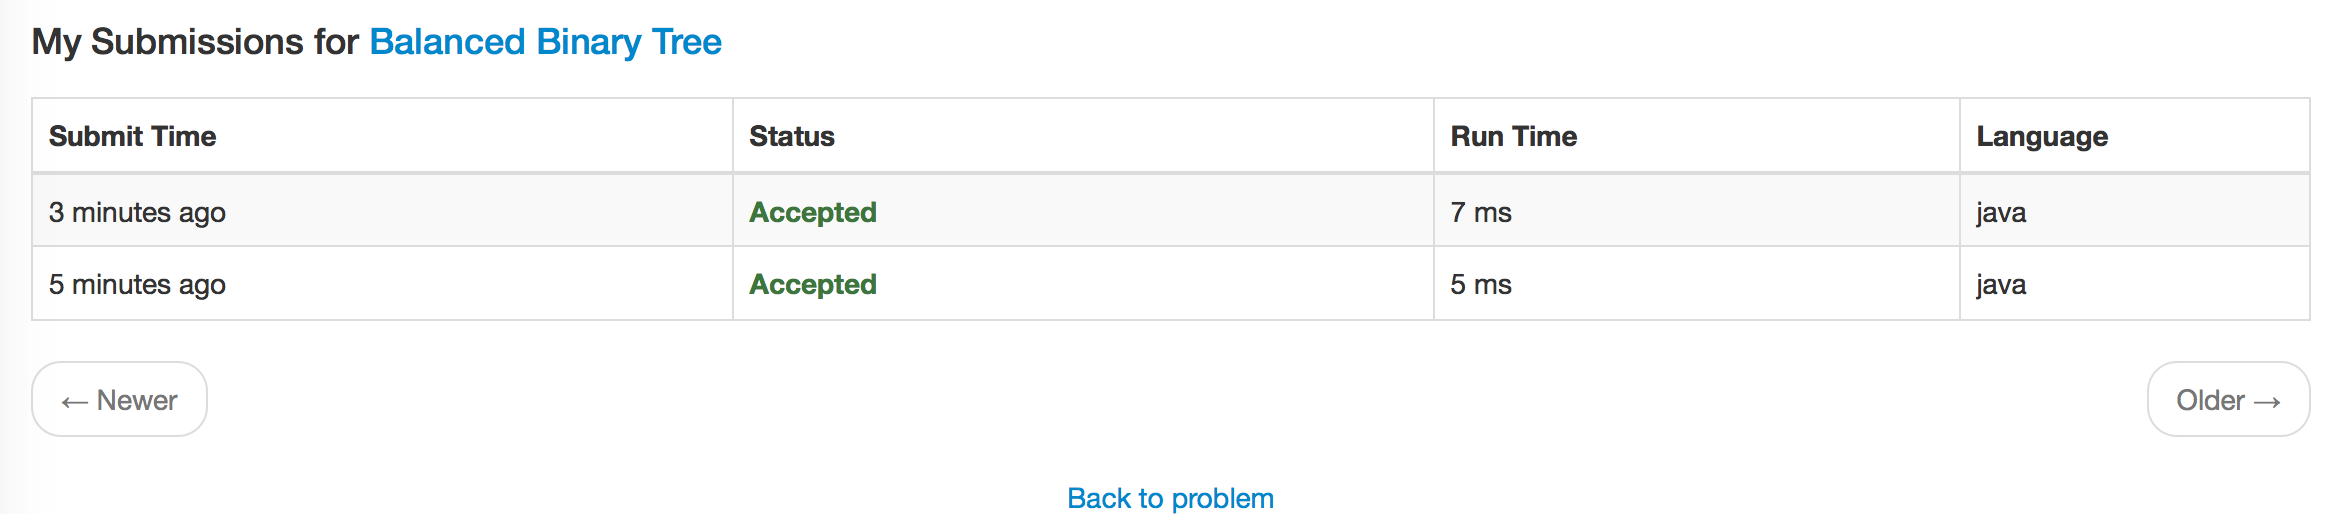 My Submissions for Balanced Binary Tree
Submit Time Status Run Time Language
3 minutes ago Accepted 7 ms java
5 minutes ago Accepted 5 ms java
← Newer Older →
Back to problem